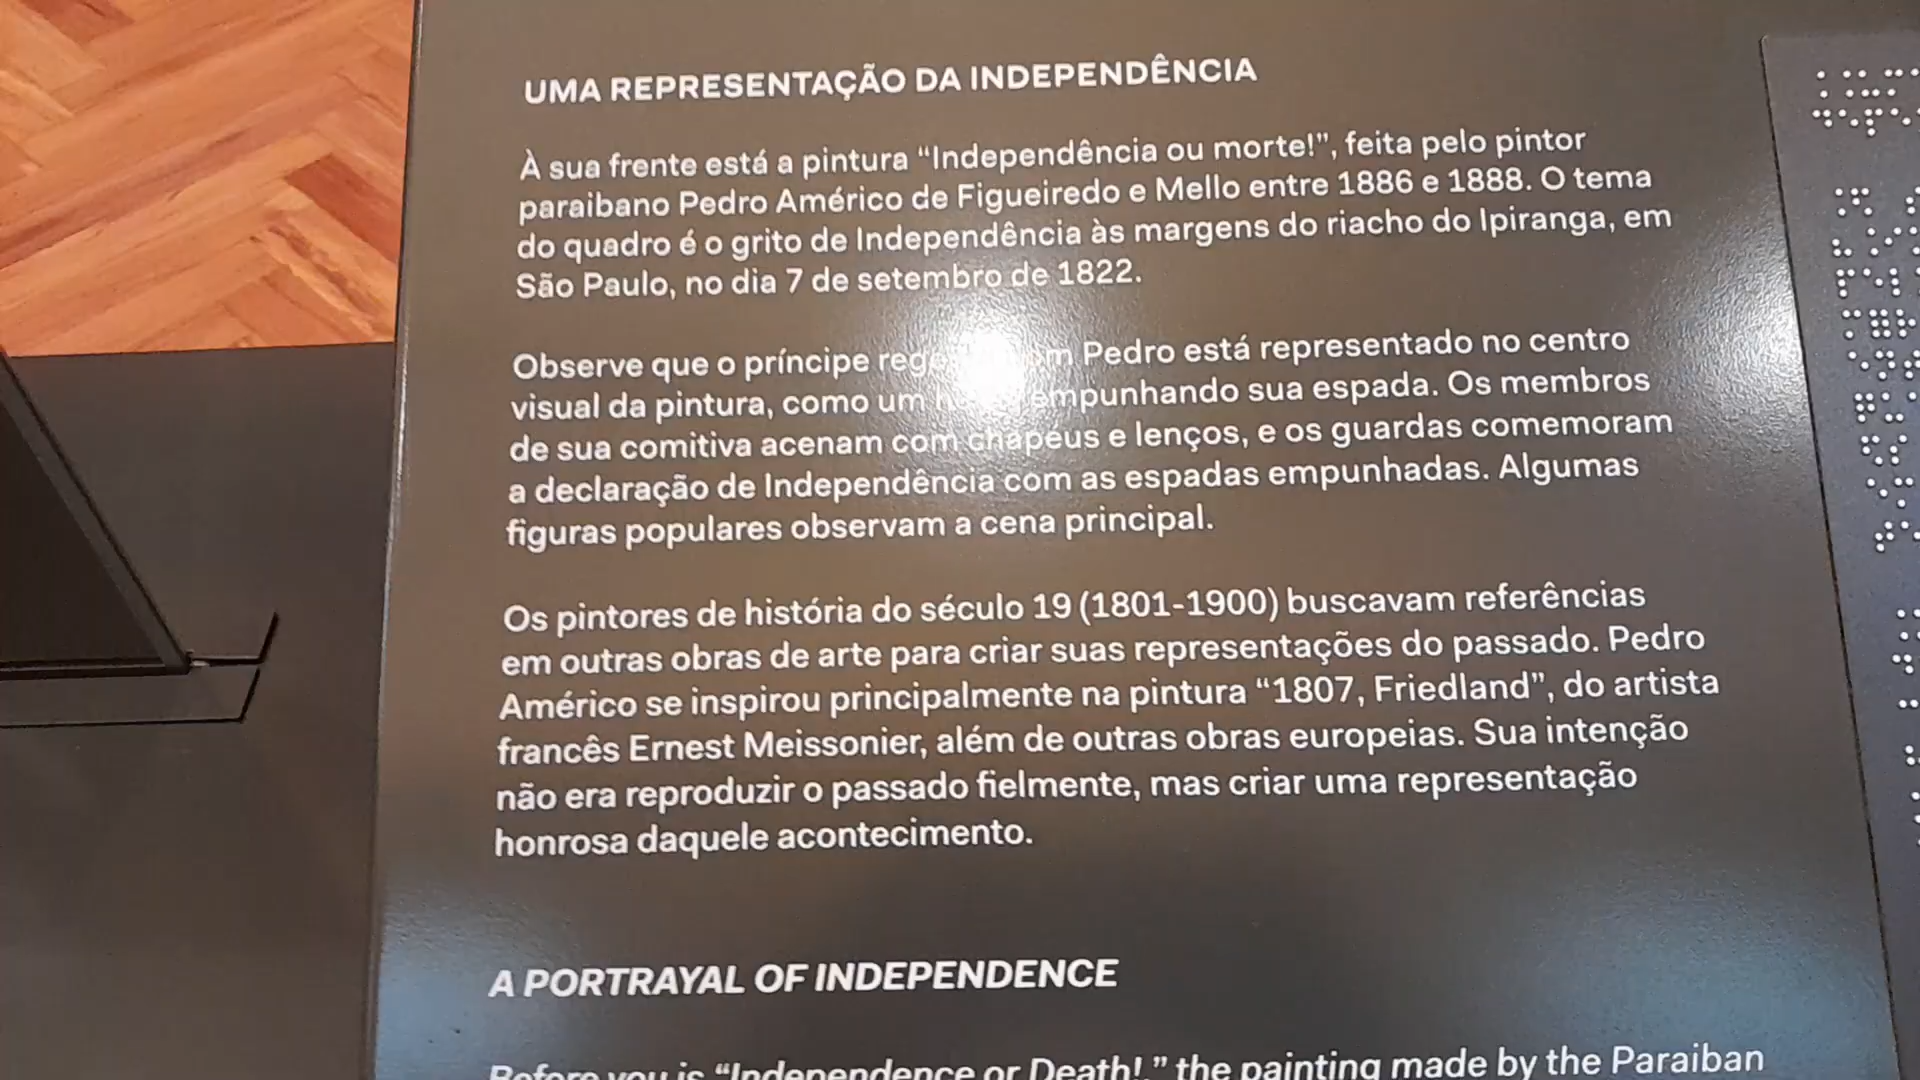 UMA REPRESENTAÇÃO DA INDEPENDÊNCIA
À sua frente está a pintura “Independência ou morte!”, feita pelo pintor
paraibano Pedro Américo de Figueiredo e Mello entre 1886 e 1888. O tema
do quadro é o grito de Independência às margens do riacho do Ipiranga, em
São Paulo, no dia 7 de setembro de 1822.
Observe que o príncipe Pedro está representado no centro
visual da pintura, como um empunhando sua espada. Os membros
de sua comitiva acenam com chapéus e lenços, e os guardas comemoram
a declaração de Independência com as espadas empunhadas. Algumas
figuras populares observam a cena principal.
Os pintores de história do século 19 (1801-1900) buscavam referências
em outras obras de arte para criar suas representações do passado. Pedro
Américo se inspirou principalmente na pintura “1807, Friedland”, do artista
francês Ernest Meissonier, além de outras obras europeias. Sua intenção
não era reproduzir o passado fielmente, mas criar uma representação
honrosa daquele acontecimento.
A PORTRAYAL OF INDEPENDENCE
Before you is “Independence or Death!,” the painting made by the Paraiban